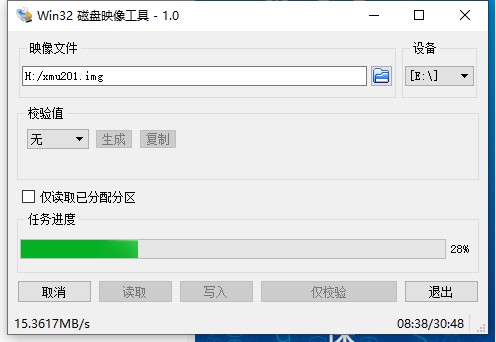 Win32 磁盘映像工具 - 1.0
映像文件
设备
H:/xmu201.img
[E:\]
校验值
无
生成
复制
仅读取已分配分区
任务进度
28%
取消
读取
写入
仅校验
退出
15.3617MB/s
08:38/30:48